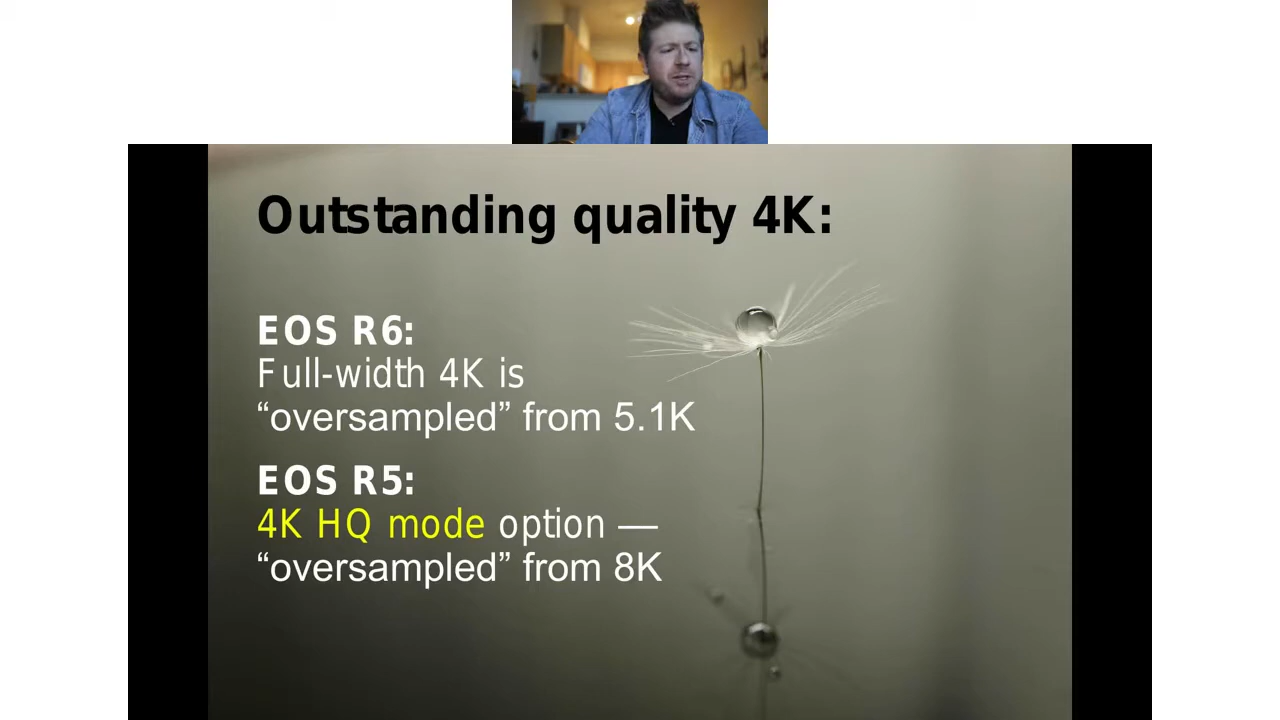 Outstanding quality 4K:
EOS R6:
Full-width 4K is
“oversampled” from 5.1K
EOS R5:
4K HQ mode option —
“oversampled” from 8K